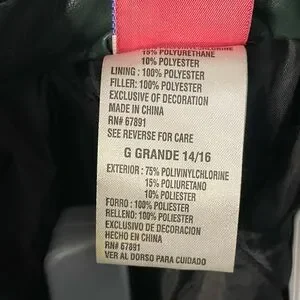 15% POLYURETHANE
10% POLYESTER
LINING : 100% POLYESTER
FILLER: 100% POLYESTER
EXCLUSIVE OF DECORATION
MADE IN CHINA
RN# 67891
SEE REVERSE FOR CARE
G GRANDE 14/16
EXTERIOR : 75% POLIVINYLCHLORINE
15% POLIURETANO
10% POLIESTER
FORRO : 100% POLIESTER
RELLENO: 100% POLIESTER
EXCLUSIVO DE DECORACION
HECHO EN CHINA
RN# 67891
VER AL DORSO PARA CUIDADO